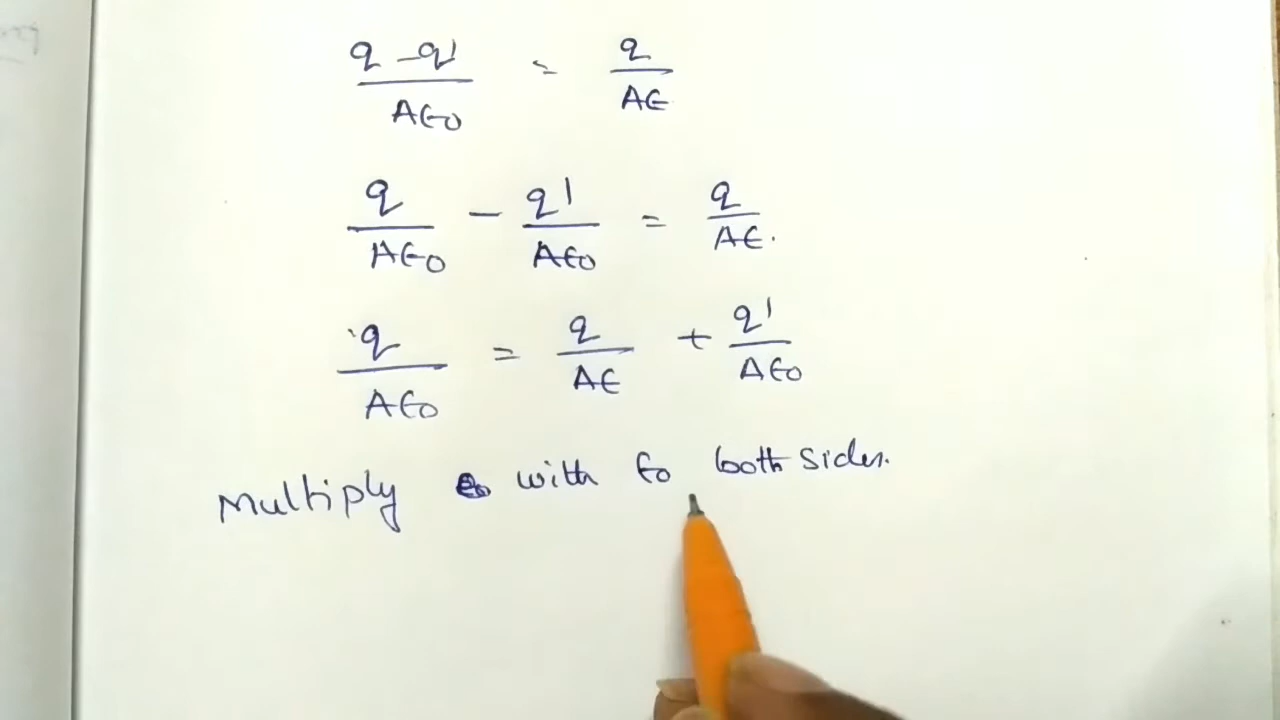 q - q' / Aϵ0 = q / Aϵ
q / Aϵ0 - q' / Aϵ0 = q / Aϵ.
q / Aϵ0 = q / Aϵ + q' / Aϵ0
Multiply with ϵ0 both sides.